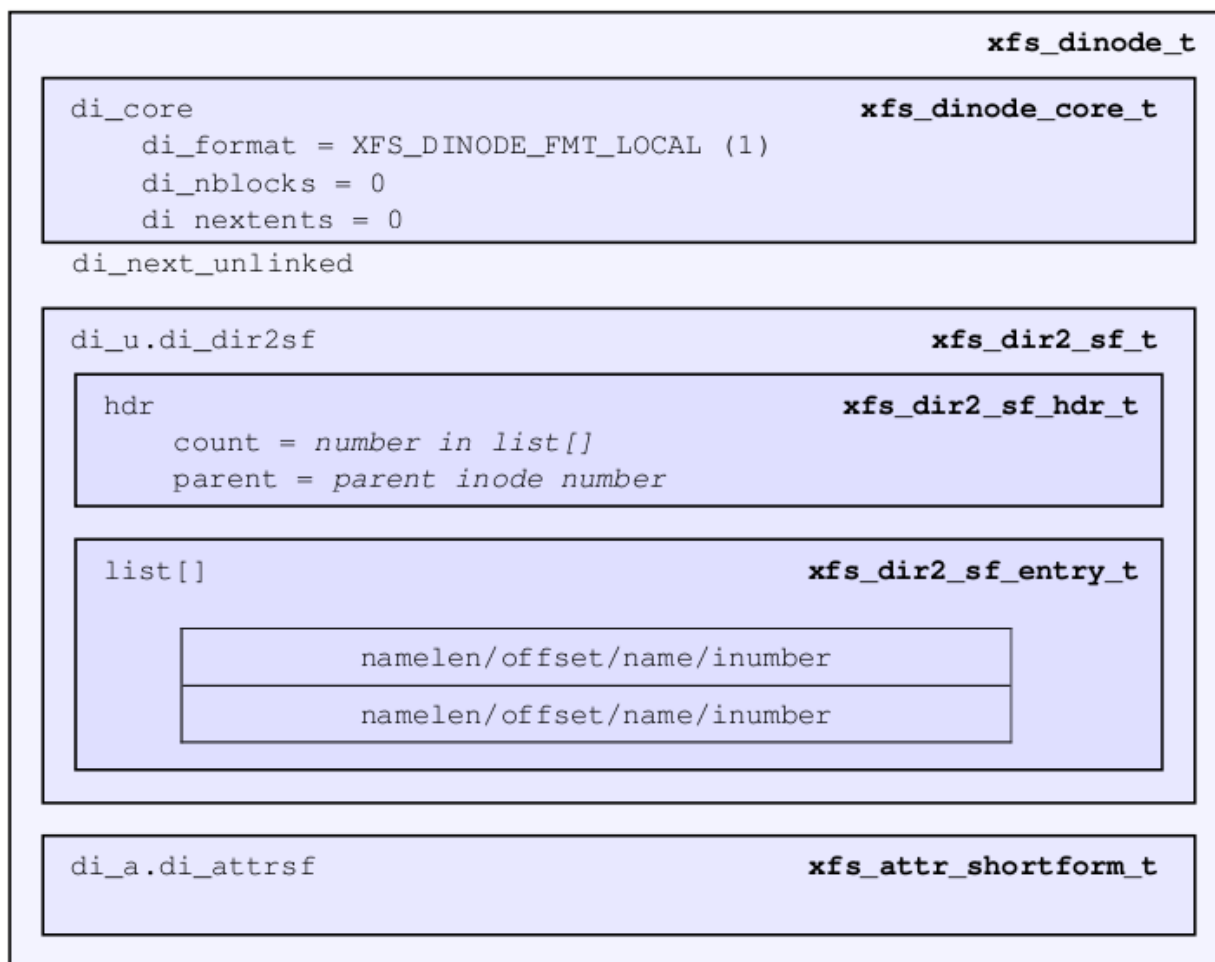 xfs_dinode_t
di_core xfs_dinode_core_t
di_format = XFS_DINODE_FMT_LOCAL (1)
di_nblocks = 0
di nextents = 0
di_next_unlinked
di_u.di_dir2sf xfs_dir2_sf_t
hdr xfs_dir2_sf_hdr_t
count = number in list[]
parent = parent inode number
list[] xfs_dir2_sf_entry_t
namelen/offset/name/inumber
namelen/offset/name/inumber
di_a.di_attrsf xfs_attr_shortform_t